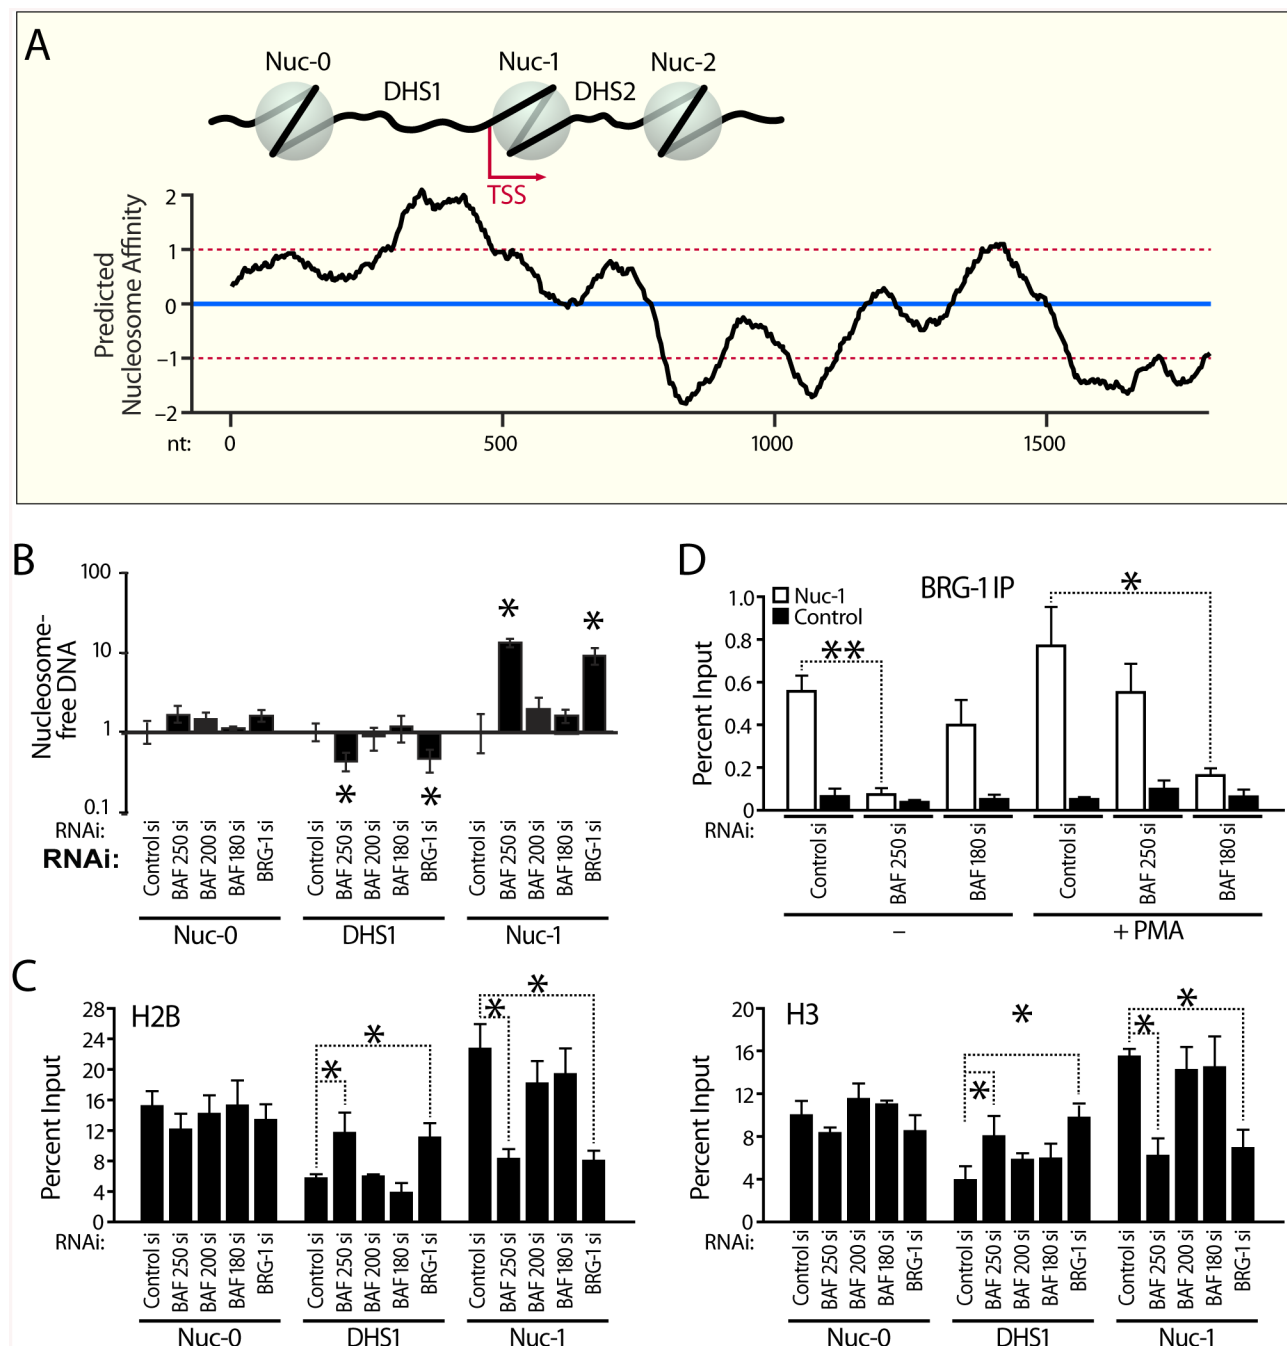 A
Nuc-0
DHS1
Nuc-1
DHS2
Nuc-2
TSS
Predicted
Nucleosome Affinity
2
1
0
−1
−2
nt:
0
500
1000
1500
B
Nucleosome-
free DNA
100
10
1
0.1
RNAi:
RNAi:
Control si
BAF 250 si
BAF 200 si
BAF 180 si
BRG-1 si
Control si
BAF 250 si
BAF 200 si
BAF 180 si
BRG-1 si
Control si
BAF 250 si
BAF 200 si
BAF 180 si
BRG-1 si
*
*
*
*
Nuc-0
DHS1
Nuc-1
D
BRG-1 IP
Nuc-1
Control
Percent Input
1.0
0.8
0.6
0.4
0.2
0
**
*
RNAi:
Control si
BAF 250 si
BAF 180 si
Control si
BAF 250 si
BAF 180 si
−
+ PMA
C
H2B
Percent Input
28
24
20
16
12
8
4
0
*
*
*
*
RNAi:
Control si
BAF 250 si
BAF 200 si
BAF 180 si
BRG-1 si
Control si
BAF 250 si
BAF 200 si
BAF 180 si
BRG-1 si
Control si
BAF 250 si
BAF 200 si
BAF 180 si
BRG-1 si
Nuc-0
DHS1
Nuc-1
H3
Percent Input
20
16
12
8
4
0
*
*
*
*
RNAi:
Control si
BAF 250 si
BAF 200 si
BAF 180 si
BRG-1 si
Control si
BAF 250 si
BAF 200 si
BAF 180 si
BRG-1 si
Control si
BAF 250 si
BAF 200 si
BAF 180 si
BRG-1 si
Nuc-0
DHS1
Nuc-1